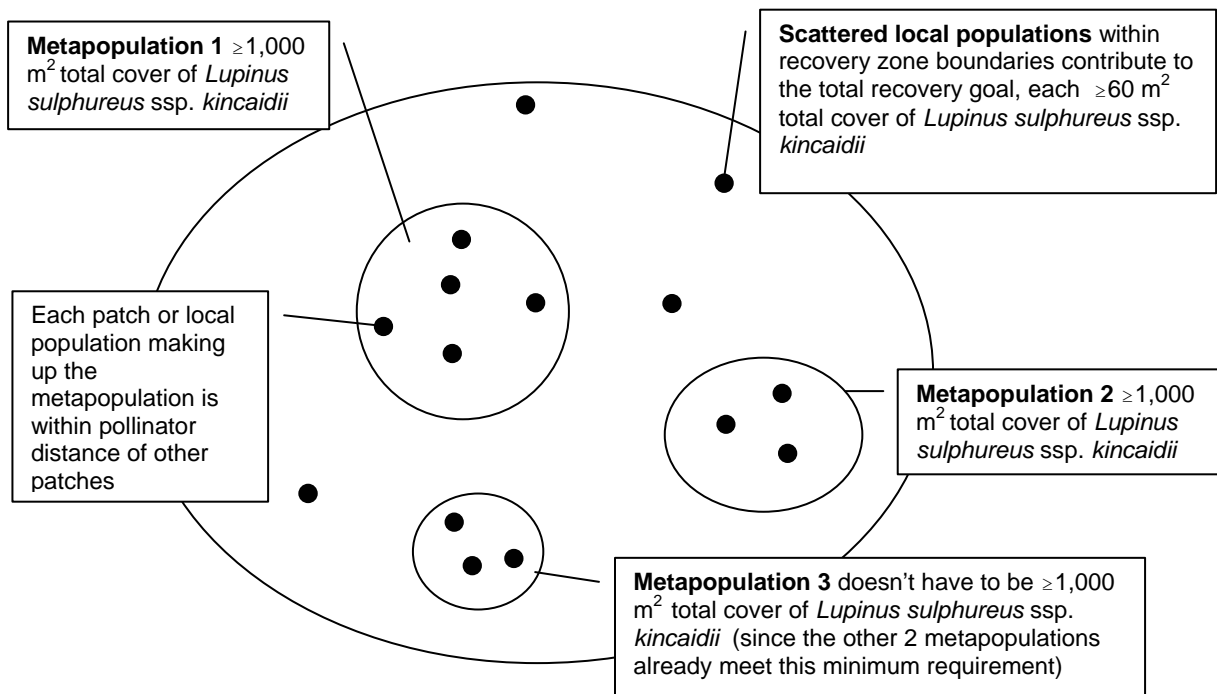 Metapopulation 1 ≥1,000
m² total cover of Lupinus
sulphureus ssp. kincaidii
Scattered local populations within
recovery zone boundaries contribute to
the total recovery goal, each ≥60 m²
total cover of Lupinus sulphureus ssp.
kincaidii
Each patch or local
population making
up the
metapopulation is
within pollinator
distance of other
patches
Metapopulation 2 ≥1,000
m² total cover of Lupinus
sulphureus ssp. kincaidii
Metapopulation 3 doesn’t have to be ≥1,000
m² total cover of Lupinus sulphureus ssp.
kincaidii (since the other 2 metapopulations
already meet this minimum requirement)